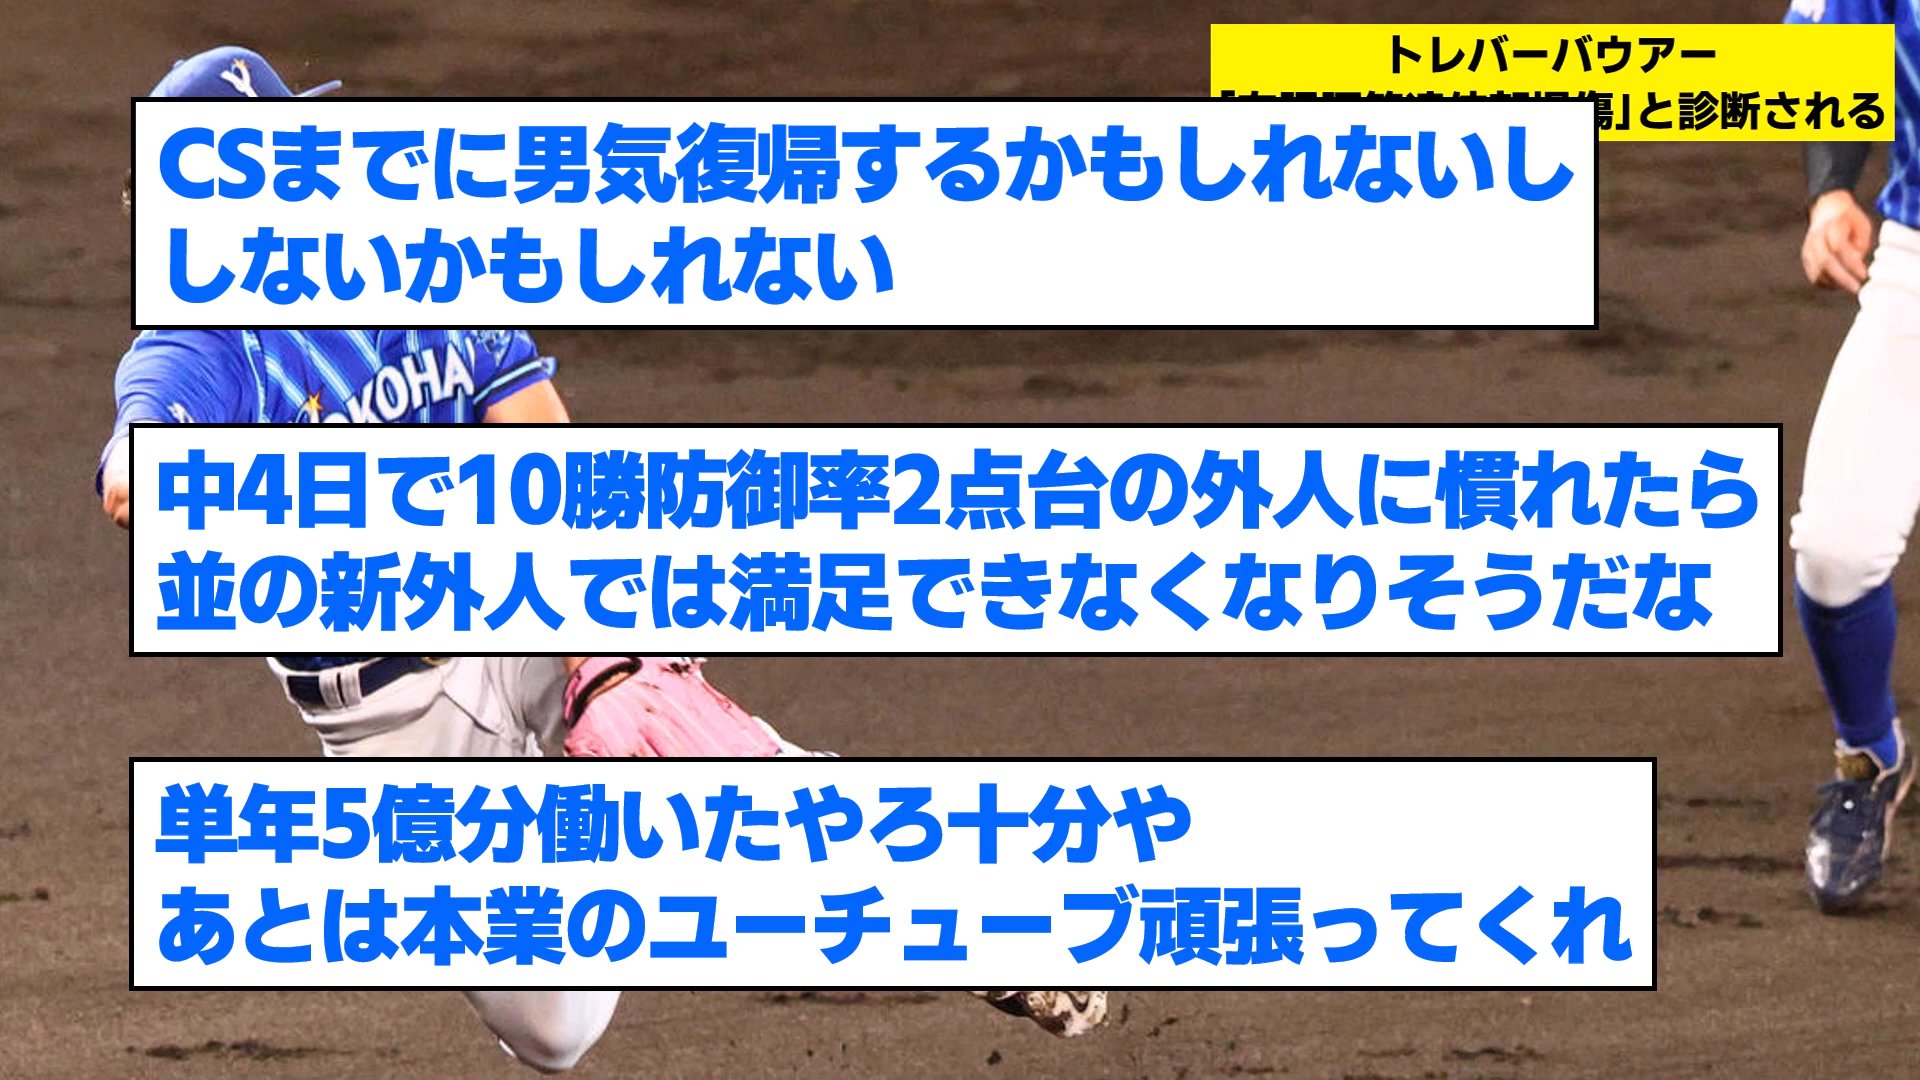 トレバーバウアー
傷」と診断される
CSまでに男気復帰するかもしれないし
しないかもしれない
OKOHA
中4日で10勝防御率2点台の外人に慣れたら
並の新外人では満足できなくなりそうだな
単年5億分働いたやろ十分や
あとは本業のユーチューブ頑張ってくれ